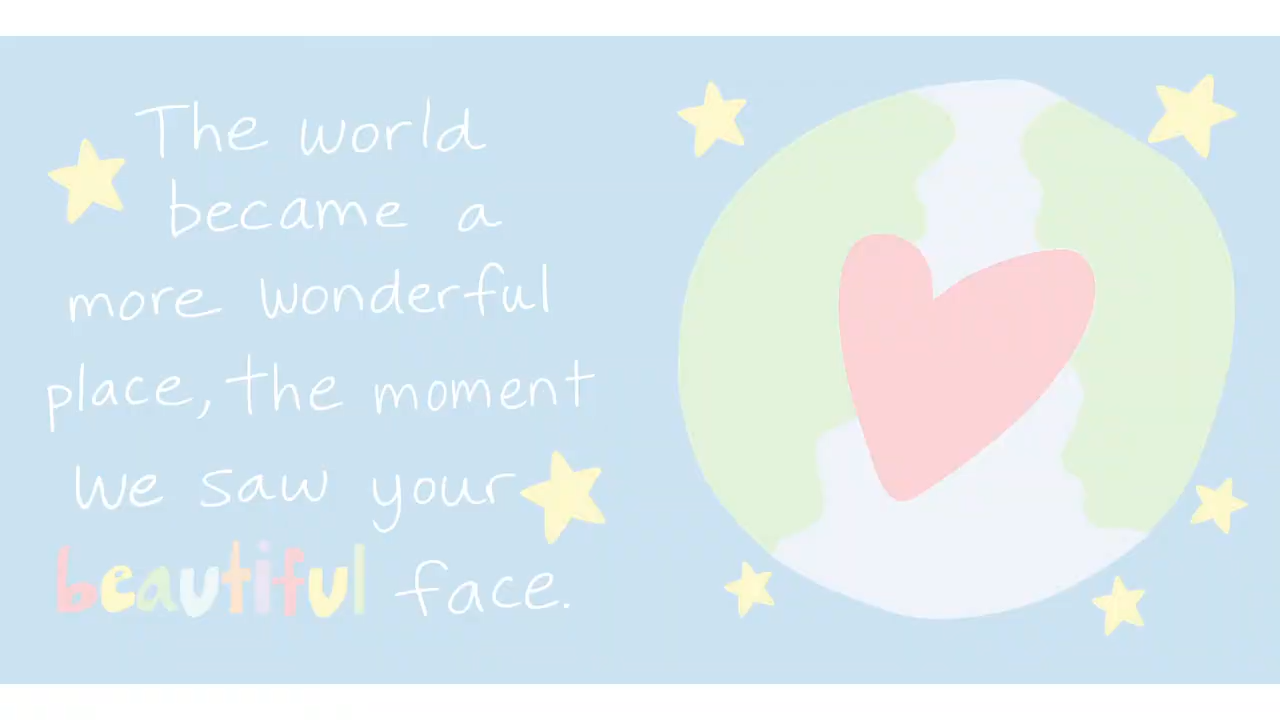 The world
became a
more wonderful
place, the moment
we saw your
beautiful face.